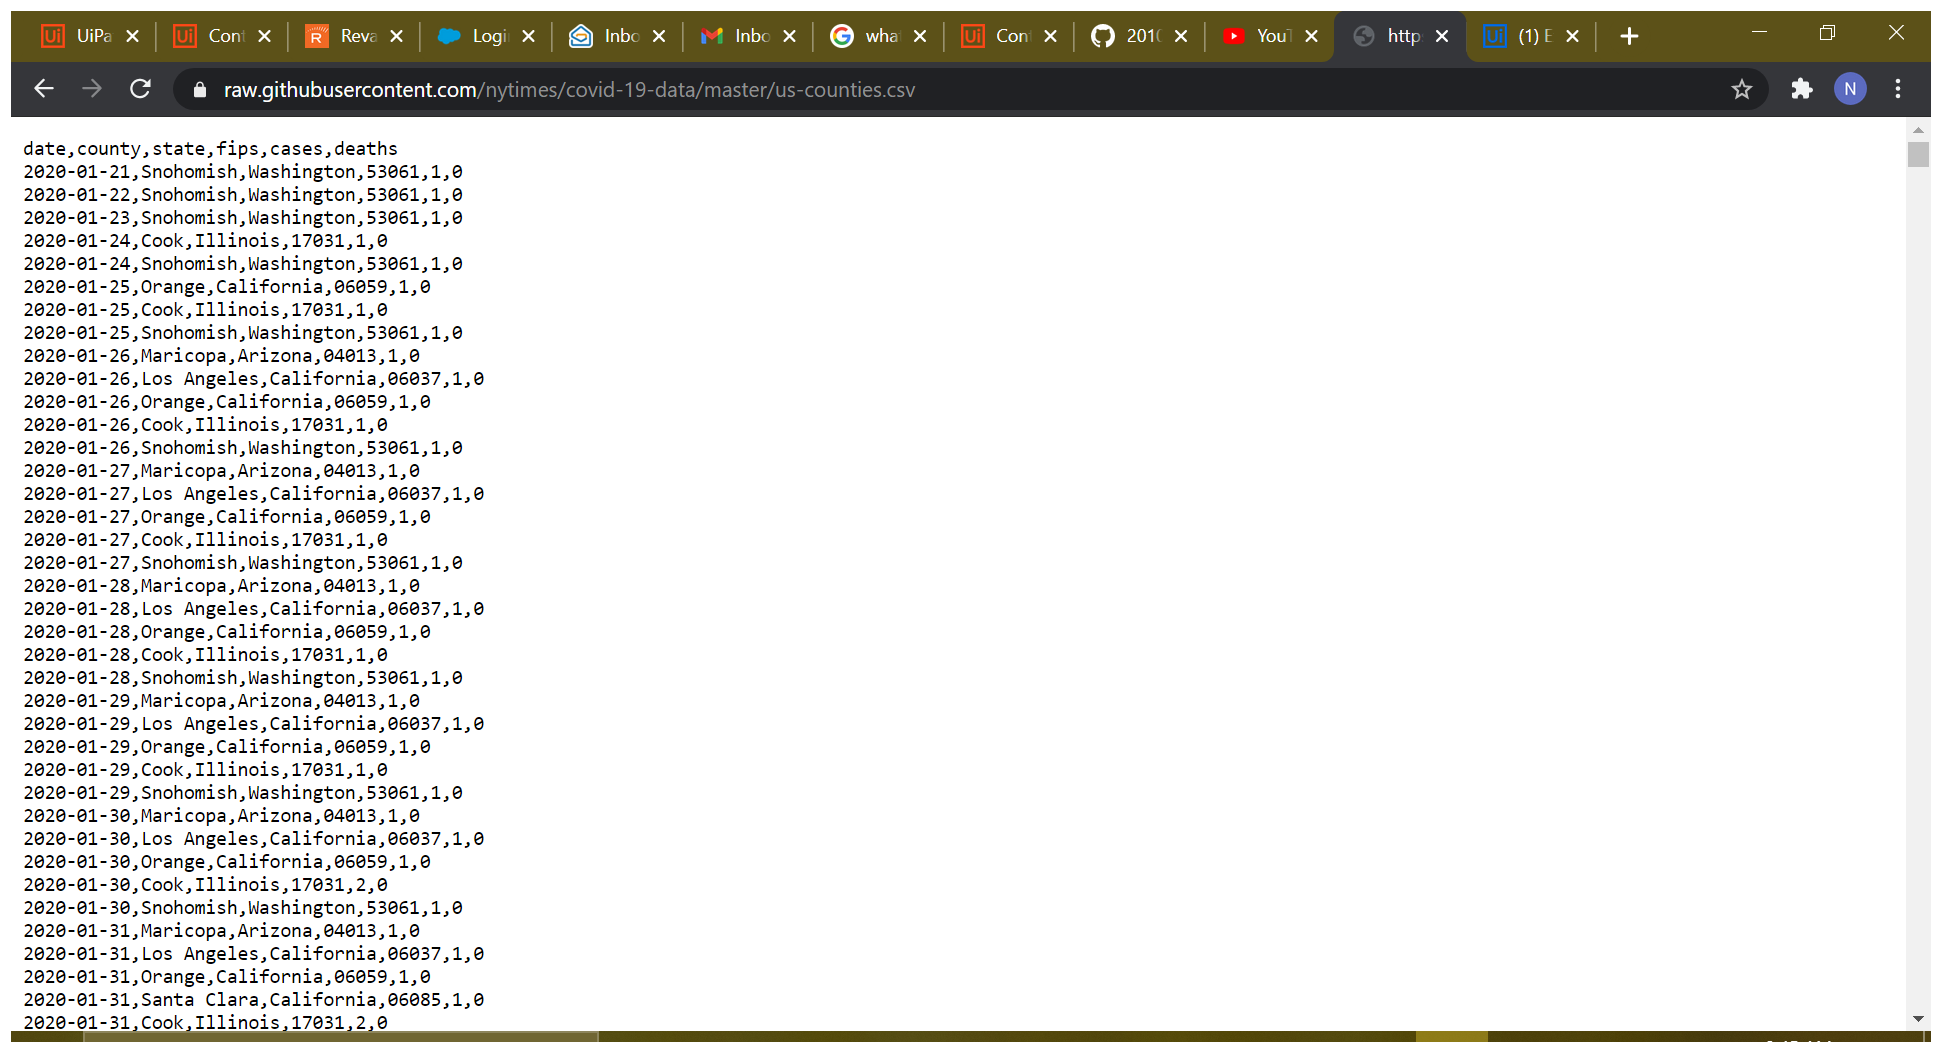 UiPa Cont Reva Logi Inbo Inbo wha Cont 201 YouT http (1) E
raw.githubusercontent.com/nytimes/covid-19-data/master/us-counties.csv N
date,county,state,fips,cases,deaths
2020-01-21,Snohomish,Washington,53061,1,0
2020-01-22,Snohomish,Washington,53061,1,0
2020-01-23,Snohomish,Washington,53061,1,0
2020-01-24,Cook,Illinois,17031,1,0
2020-01-24,Snohomish,Washington,53061,1,0
2020-01-25,Orange,California,06059,1,0
2020-01-25,Cook,Illinois,17031,1,0
2020-01-25,Snohomish,Washington,53061,1,0
2020-01-26,Maricopa,Arizona,04013,1,0
2020-01-26,Los Angeles,California,06037,1,0
2020-01-26,Orange,California,06059,1,0
2020-01-26,Cook,Illinois,17031,1,0
2020-01-26,Snohomish,Washington,53061,1,0
2020-01-27,Maricopa,Arizona,04013,1,0
2020-01-27,Los Angeles,California,06037,1,0
2020-01-27,Orange,California,06059,1,0
2020-01-27,Cook,Illinois,17031,1,0
2020-01-27,Snohomish,Washington,53061,1,0
2020-01-28,Maricopa,Arizona,04013,1,0
2020-01-28,Los Angeles,California,06037,1,0
2020-01-28,Orange,California,06059,1,0
2020-01-28,Cook,Illinois,17031,1,0
2020-01-28,Snohomish,Washington,53061,1,0
2020-01-29,Maricopa,Arizona,04013,1,0
2020-01-29,Los Angeles,California,06037,1,0
2020-01-29,Orange,California,06059,1,0
2020-01-29,Cook,Illinois,17031,1,0
2020-01-29,Snohomish,Washington,53061,1,0
2020-01-30,Maricopa,Arizona,04013,1,0
2020-01-30,Los Angeles,California,06037,1,0
2020-01-30,Orange,California,06059,1,0
2020-01-30,Cook,Illinois,17031,2,0
2020-01-30,Snohomish,Washington,53061,1,0
2020-01-31,Maricopa,Arizona,04013,1,0
2020-01-31,Los Angeles,California,06037,1,0
2020-01-31,Orange,California,06059,1,0
2020-01-31,Santa Clara,California,06085,1,0
2020-01-31,Cook,Illinois,17031,2,0